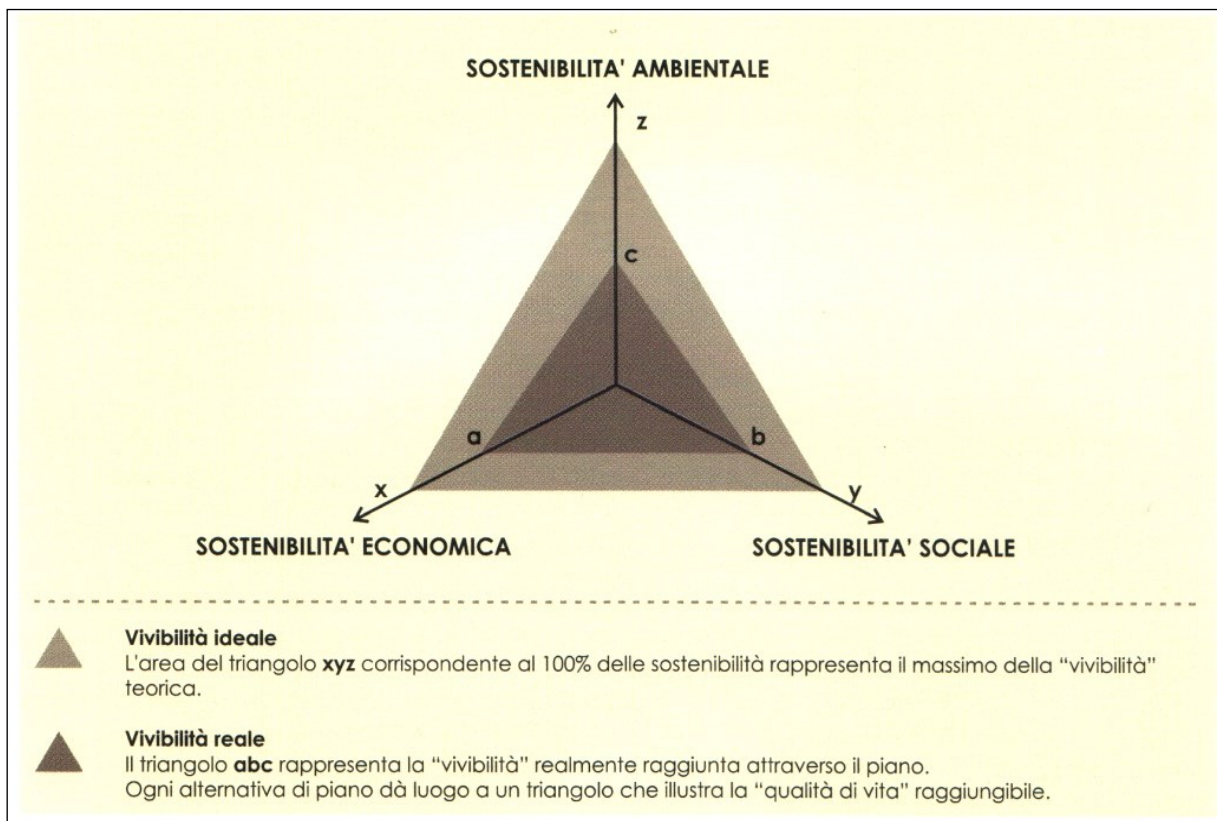 SOSTENIBILITA' AMBIENTALE
z
c
a
b
x
y
SOSTENIBILITA' ECONOMICA
SOSTENIBILITA' SOCIALE
Vivibilità ideale
L'area del triangolo xyz corrispondente al 100% delle sostenibilità rappresenta il massimo della “vivibilità”
teorica.
Vivibilità reale
Il triangolo abc rappresenta la “vivibilità” realmente raggiunta attraverso il piano.
Ogni alternativa di piano dà luogo a un triangolo che illustra la “qualità di vita” raggiungibile.